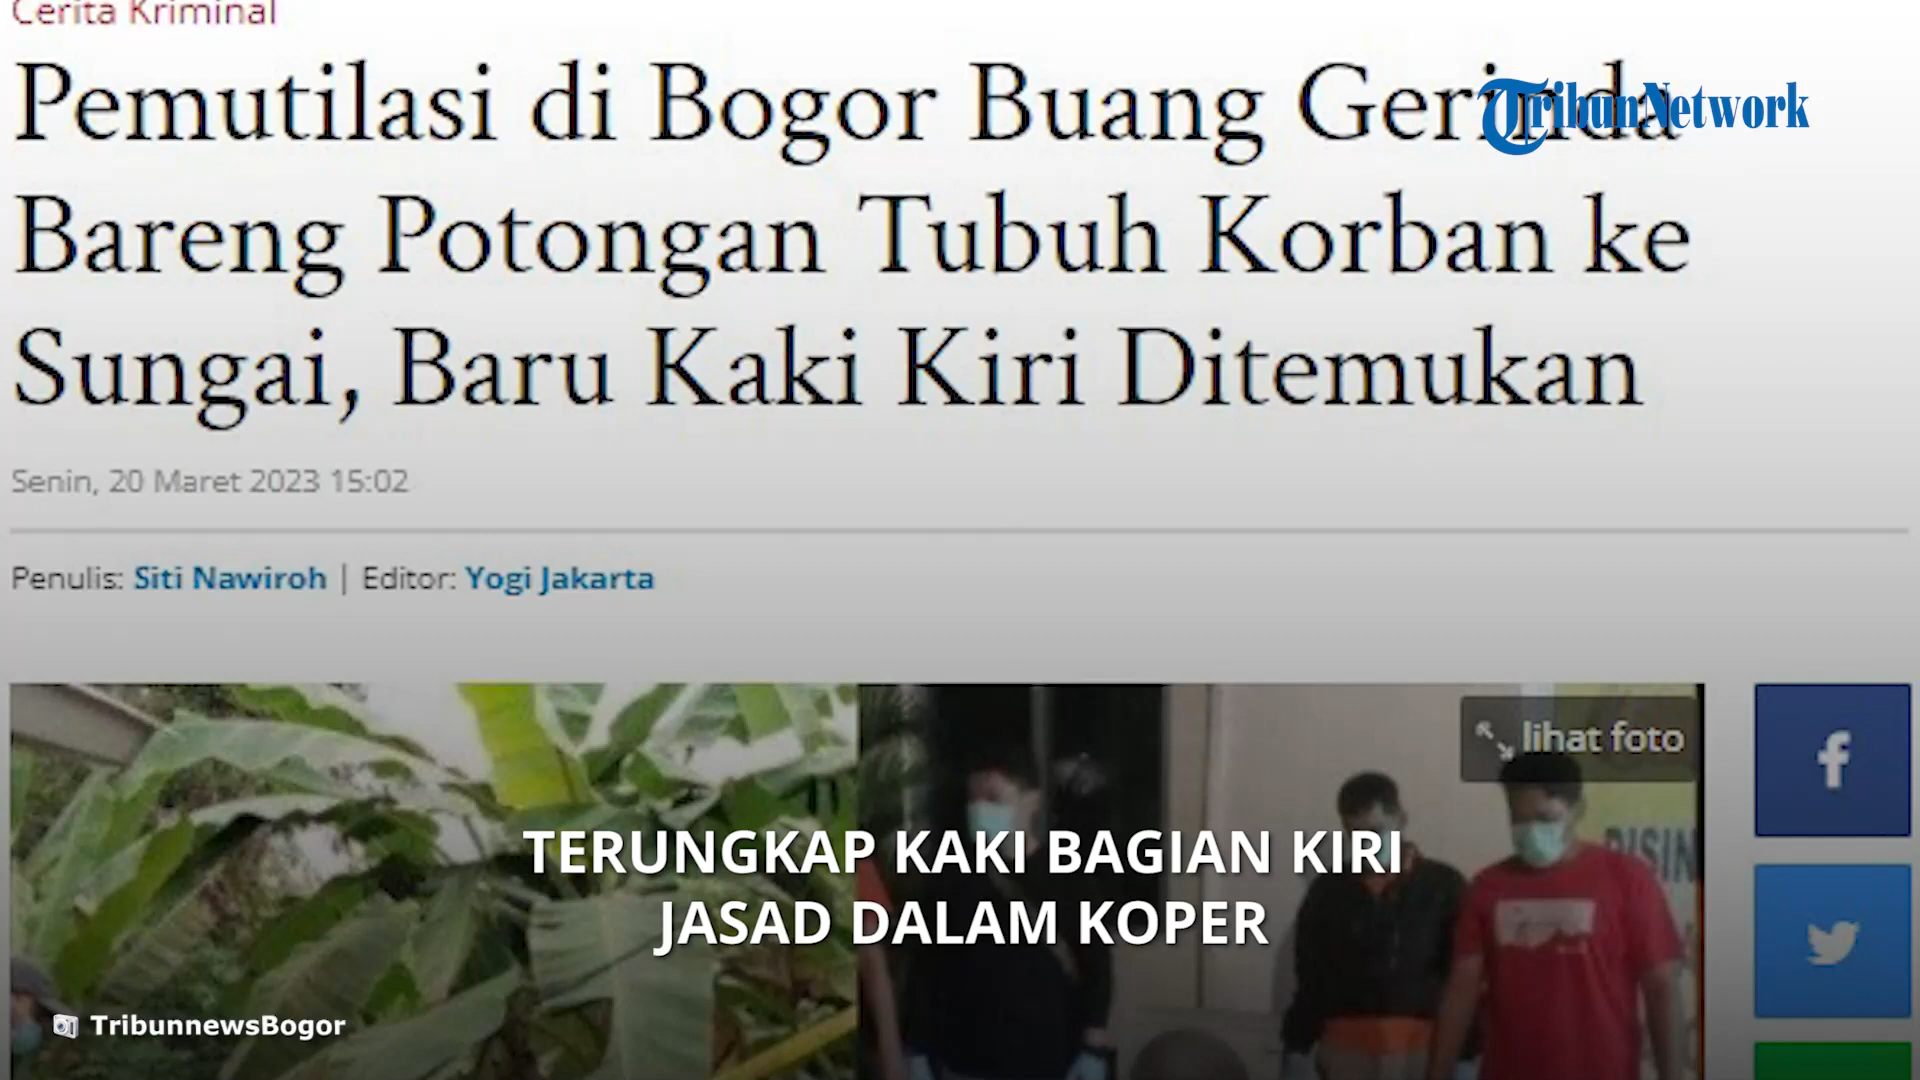 Cerita Kriminal
Pemutilasi di Bogor Buang Gerinda
TribunNetwork
Bareng Potongan Tubuh Korban ke
Sungai, Baru Kaki Kiri Ditemukan
Senin, 20 Maret 2023 15:02
Penulis: Siti Nawiroh | Editor: Yogi Jakarta
lihat foto
TERUNGKAP KAKI BAGIAN KIRI
JASAD DALAM KOPER
TribunnewsBogor